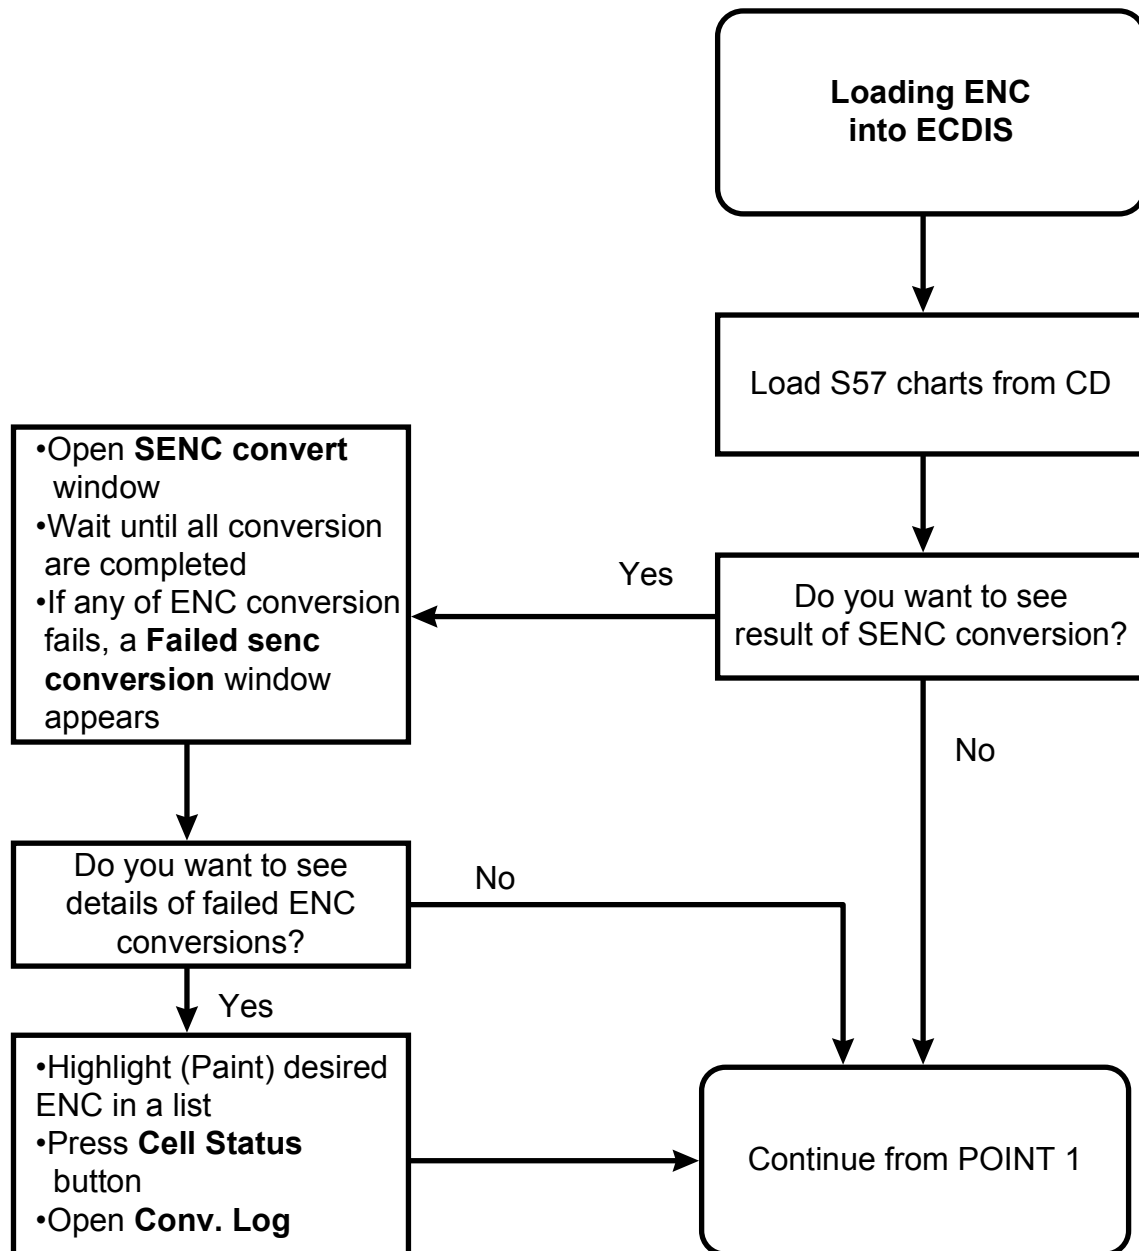 Loading ENC
into ECDIS
Load S57 charts from CD
Do you want to see
result of SENC conversion?
Yes
No
•Open SENC convert
window
•Wait until all conversion
are completed
•If any of ENC conversion
fails, a Failed senc
conversion window
appears
Do you want to see
details of failed ENC
conversions?
No
Yes
•Highlight (Paint) desired
ENC in a list
•Press Cell Status
button
•Open Conv. Log
Continue from POINT 1